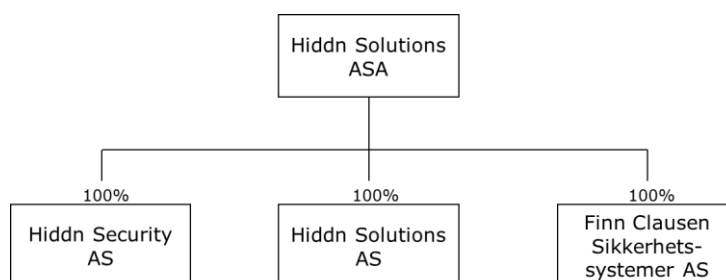 Hiddn Solutions
ASA
100%
100%
100%
Hiddn Security
AS
Hiddn Solutions
AS
Finn Clausen
Sikkerhets-
systemer AS